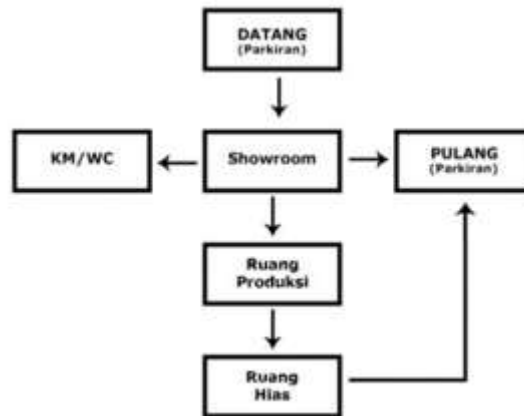 DATANG
(Parkiran)
KM/WC
Showroom
PULANG
(Parkiran)
Ruang
Produksi
Ruang
Hias